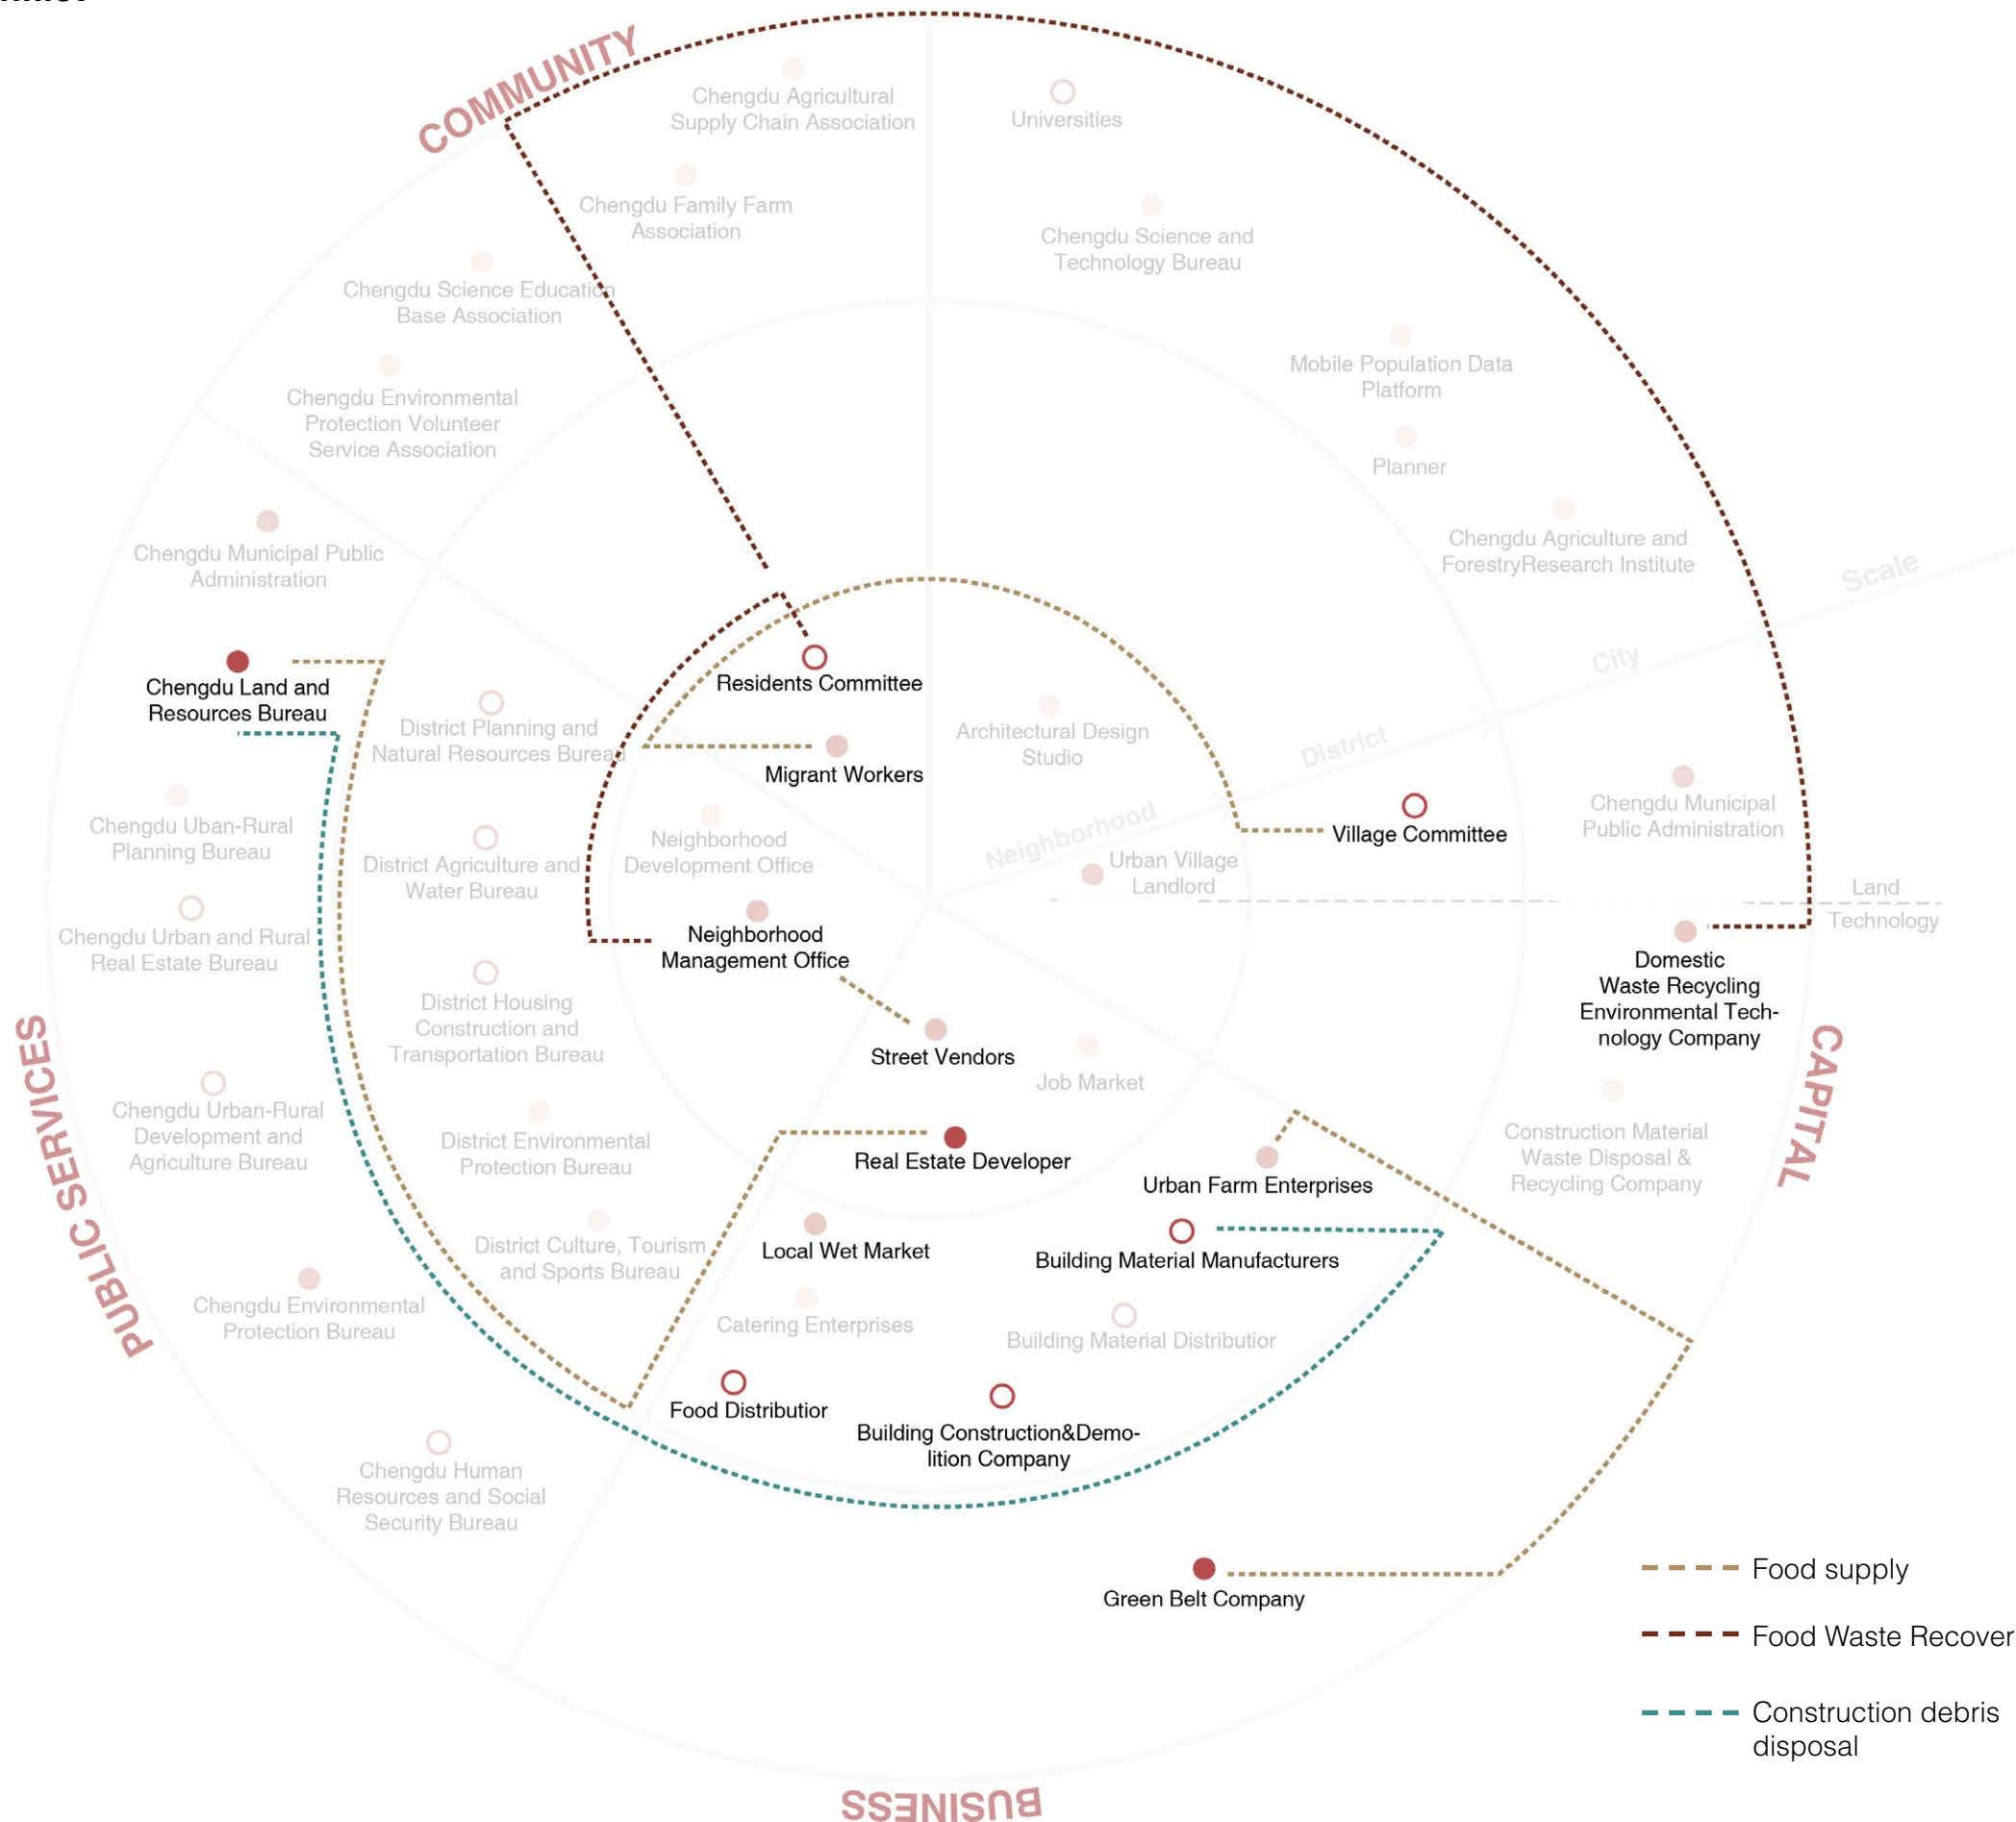 COMMUNITY
Chengdu Agricultural
Supply Chain Association
Universities
Chengdu Family Farm
Association
Chengdu Science and
Technology Bureau
Chengdu Science Education
Base Association
Mobile Population Data
Platform
Chengdu Environmental
Protection Volunteer
Service Association
Planner
Chengdu Municipal Public
Administration
Chengdu Agriculture and
ForestryResearch Institute
Scale
City
District
Neighborhood
Chengdu Land and
Resources Bureau
Residents Committee
District Planning and
Natural Resources Bureau
Architectural Design
Studio
Migrant Workers
Chengdu Uban-Rural
Planning Bureau
Neighborhood
Development Office
District Agriculture and
Water Bureau
Village Committee
Chengdu Municipal
Public Administration
Urban Village
Landlord
Land
Technology
Chengdu Urban and Rural
Real Estate Bureau
Neighborhood
Management Office
Domestic
Waste Recycling
Environmental Tech-
nology Company
District Housing
Construction and
Transportation Bureau
Street Vendors
Job Market
CAPITAL
PUBLIC SERVICES
Chengdu Urban-Rural
Development and
Agriculture Bureau
District Environmental
Protection Bureau
Real Estate Developer
Urban Farm Enterprises
Construction Material
Waste Disposal &
Recycling Company
District Culture, Tourism
and Sports Bureau
Local Wet Market
Building Material Manufacturers
Chengdu Environmental
Protection Bureau
Catering Enterprises
Building Material Distributior
Food Distributior
Building Construction&Demo-
lition Company
Chengdu Human
Resources and Social
Security Bureau
Green Belt Company
Food supply
Food Waste Recover
Construction debris
disposal
BUSINESS